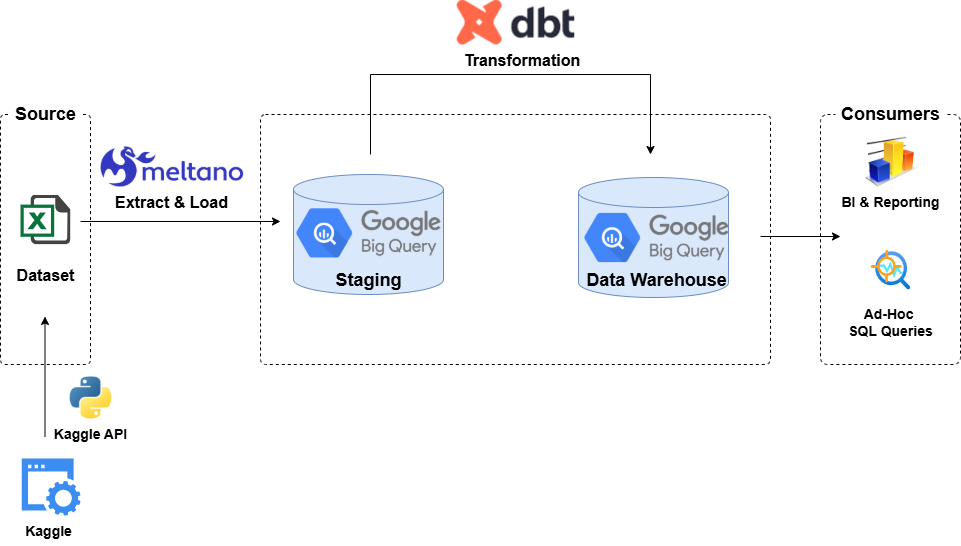 dbt
Transformation
Source
Consumers
meltano
Extract & Load
BI & Reporting
X
Google
Big Query
Google
Big Query
Dataset
Staging
Data Warehouse
Ad-Hoc
SQL Queries
Kaggle API
Kaggle